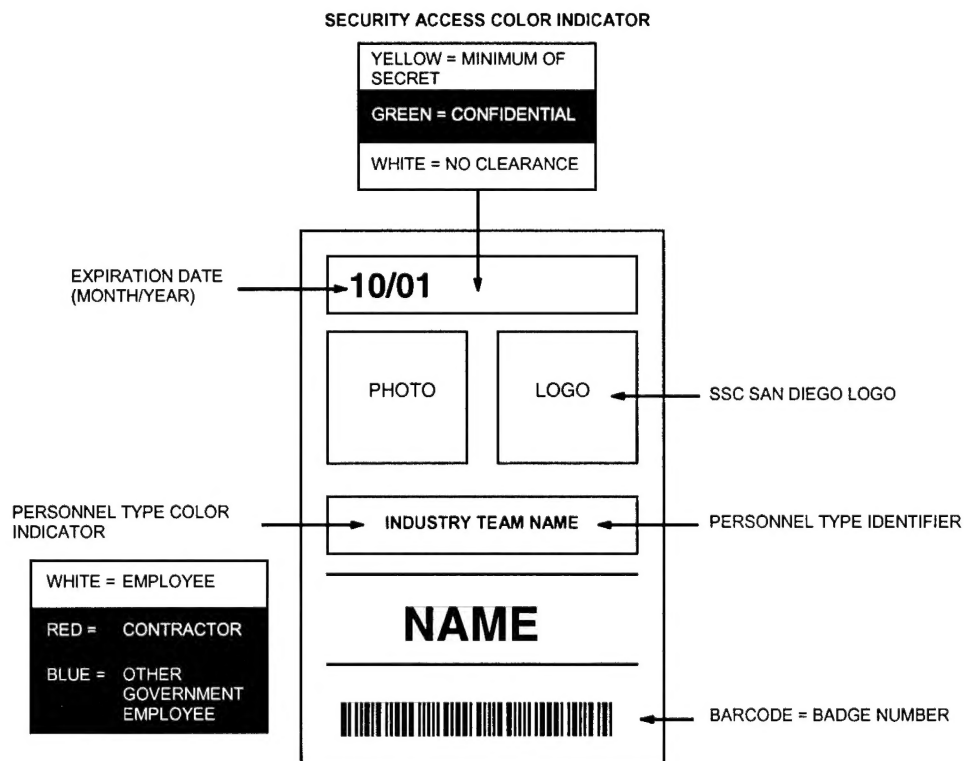 SECURITY ACCESS COLOR INDICATOR
YELLOW = MINIMUM OF
SECRET
GREEN = CONFIDENTIAL
WHITE = NO CLEARANCE
EXPIRATION DATE
(MONTH/YEAR)
10/01
PHOTO
LOGO
SSC SAN DIEGO LOGO
PERSONNEL TYPE COLOR
INDICATOR
INDUSTRY TEAM NAME
PERSONNEL TYPE IDENTIFIER
WHITE = EMPLOYEE
RED = CONTRACTOR
BLUE = OTHER
GOVERNMENT
EMPLOYEE
NAME
BARCODE = BADGE NUMBER